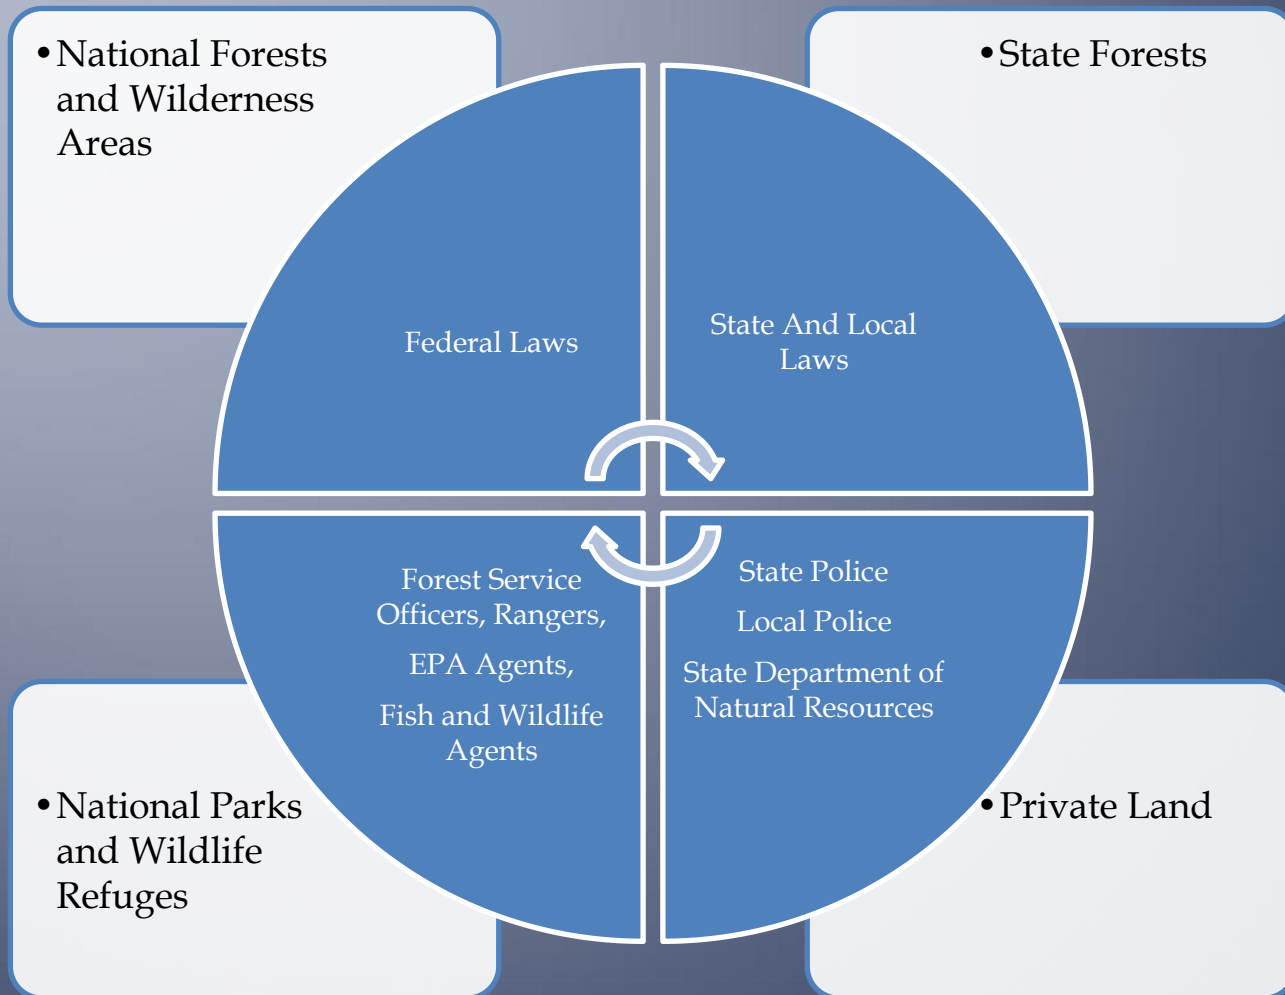 •National Forests
and Wilderness
Areas
•State Forests
Federal Laws
State And Local
Laws
Forest Service
Officers, Rangers,
EPA Agents,
Fish and Wildlife
Agents
State Police
Local Police
State Department of
Natural Resources
•National Parks
and Wildlife
Refuges
•Private Land